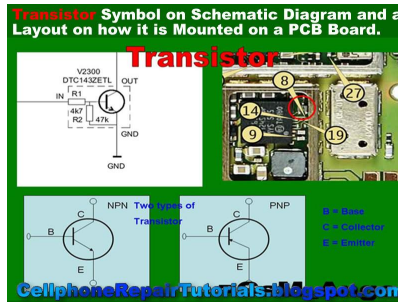 Transistor Symbol on Schematic Diagram and a
Layout on how it is Mounted on a PCB Board.
Transistor
V2300
DTC143ZETL
OUT
IN
R1
4k7
R2
47k
GND
GND
8
27
14
9
19
NPN
Two types of
Transistor
PNP
C
B
E
C
B
E
B = Base
C = Collector
E = Emitter
CellphoneRepairTutorials.blogspot.com